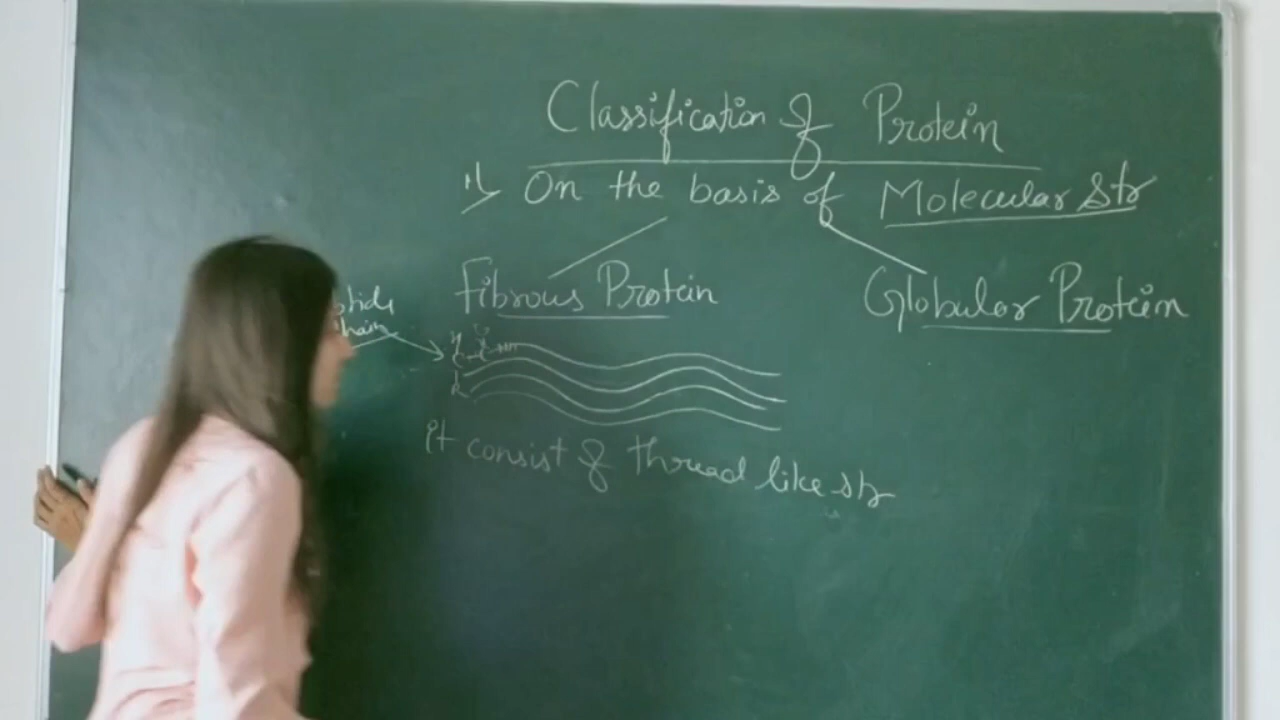 Classification of Protein
1) On the basis of Molecular Str
Fibrous Protein
Globular Protein
it consist of thread like str